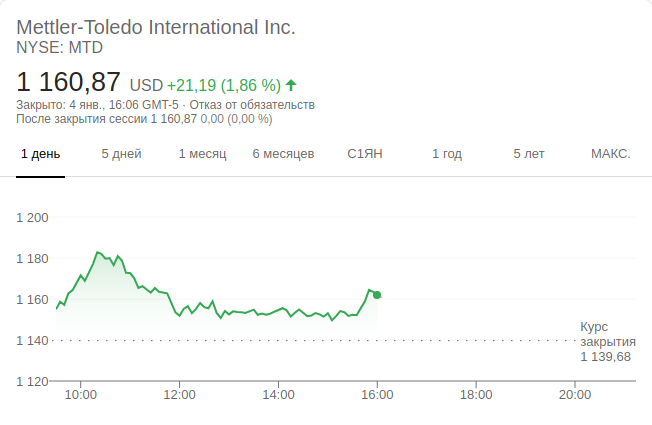 Mettler-Toledo International Inc.
NYSE: MTD
1 160,87 USD +21,19 (1,86 %)
Закрыто: 4 янв., 16:06 GMT-5 · Отказ от обязательств
После закрытия сессии 1 160,87 0,00 (0,00 %)
1 день 5 дней 1 месяц 6 месяцев С1ЯН 1 год 5 лет МАКС.
1 200
1 180
1 160
Курс
1 140 закрытия
1 139,68
1 120
10:00 12:00 14:00 16:00 18:00 20:00